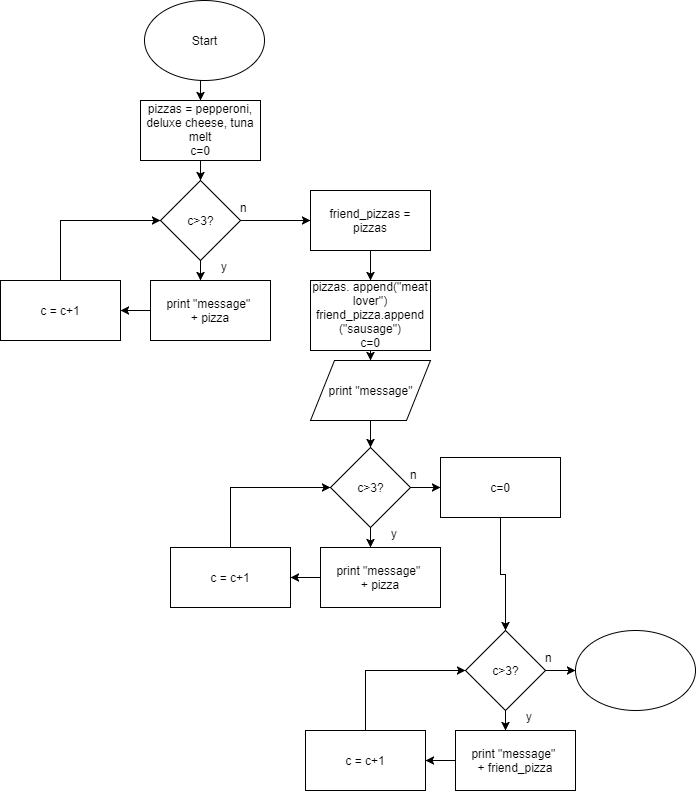 Start
pizzas = pepperoni,
deluxe cheese, tuna
melt
c=0
c>3?
n
y
friend_pizzas =
pizzas
c = c+1
print "message"
+ pizza
pizzas. append("meat
lover")
friend_pizza.append
("sausage")
c=0
print "message"
c>3?
n
y
c=0
c = c+1
print "message"
+ pizza
c>3?
n
y
c = c+1
print "message"
+ friend_pizza